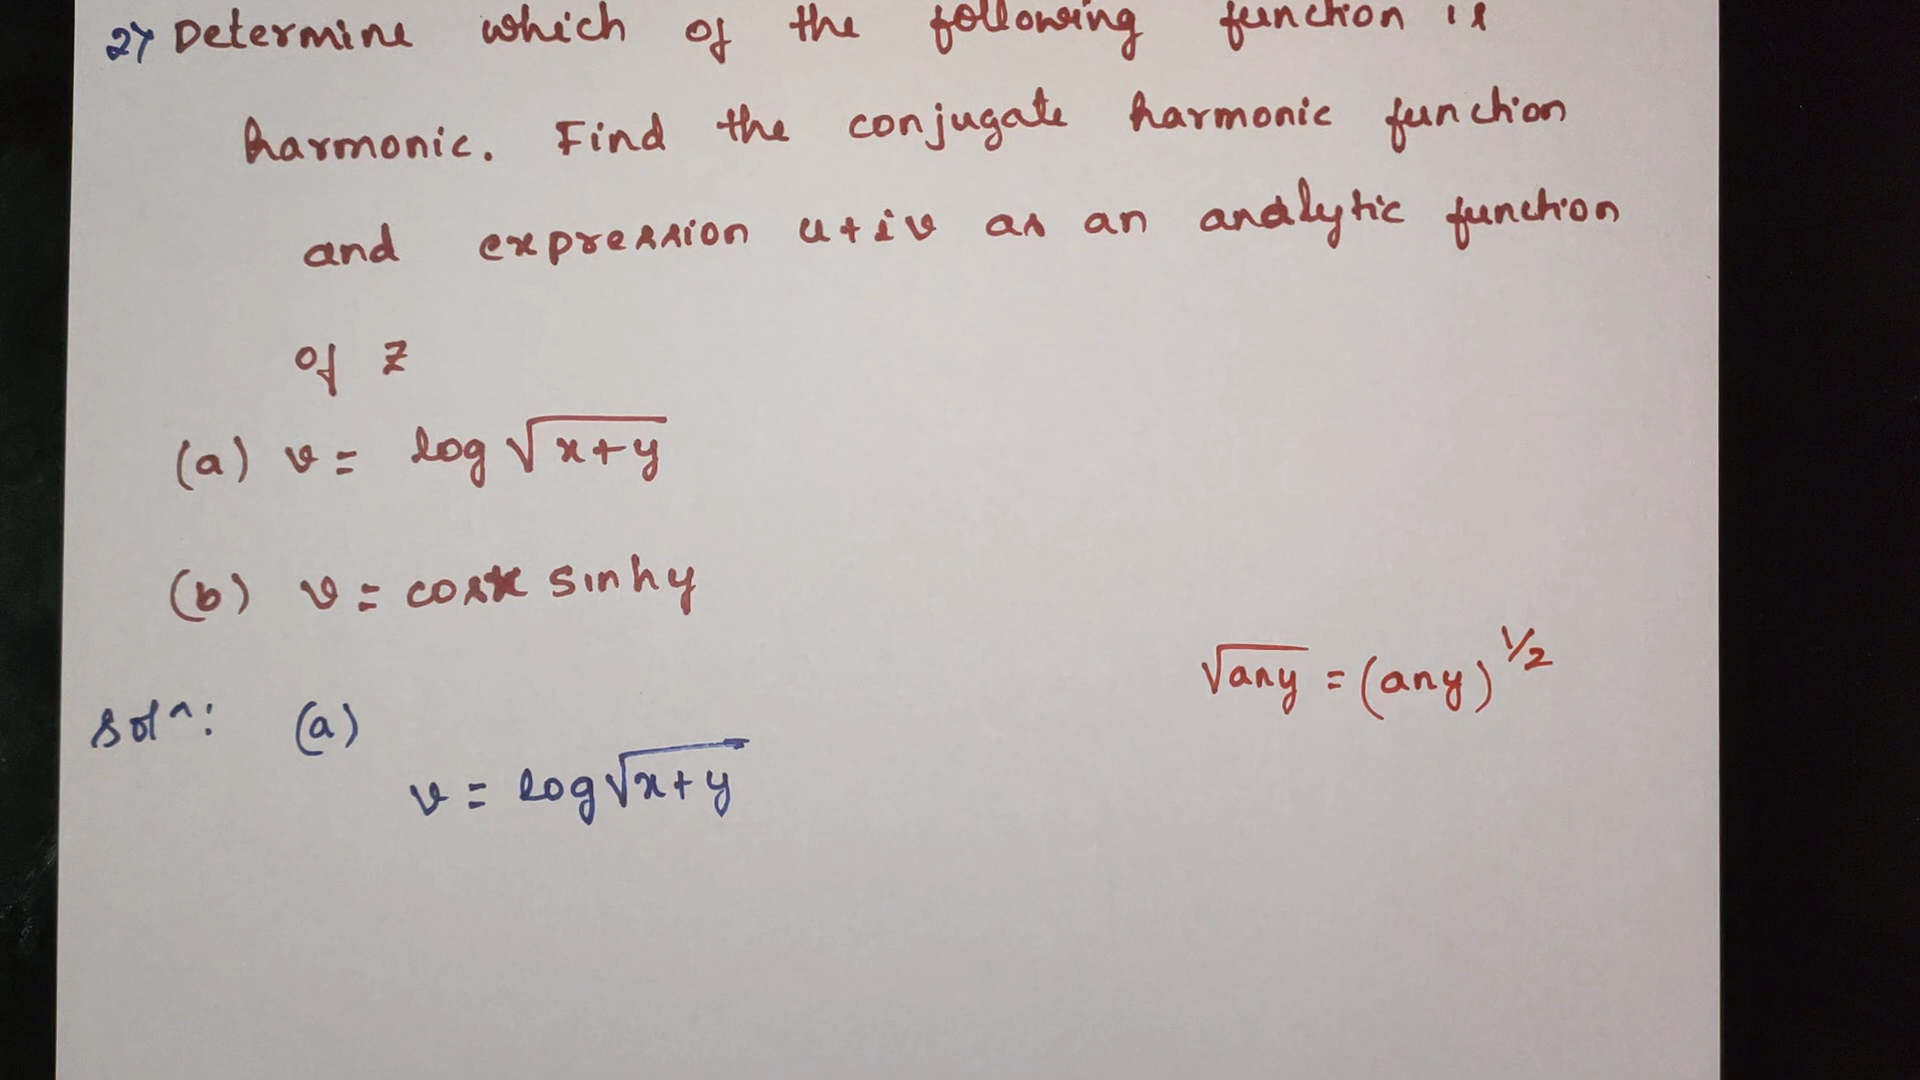 2) Determine which of the following function is
harmonic. Find the conjugate harmonic function
and expression u+iv as an analytic function
of z
(a) v = log √x+y
(b) v = cosx sinhy
√any = (any)^1/2
Solⁿ: (a)
v = log√x+y